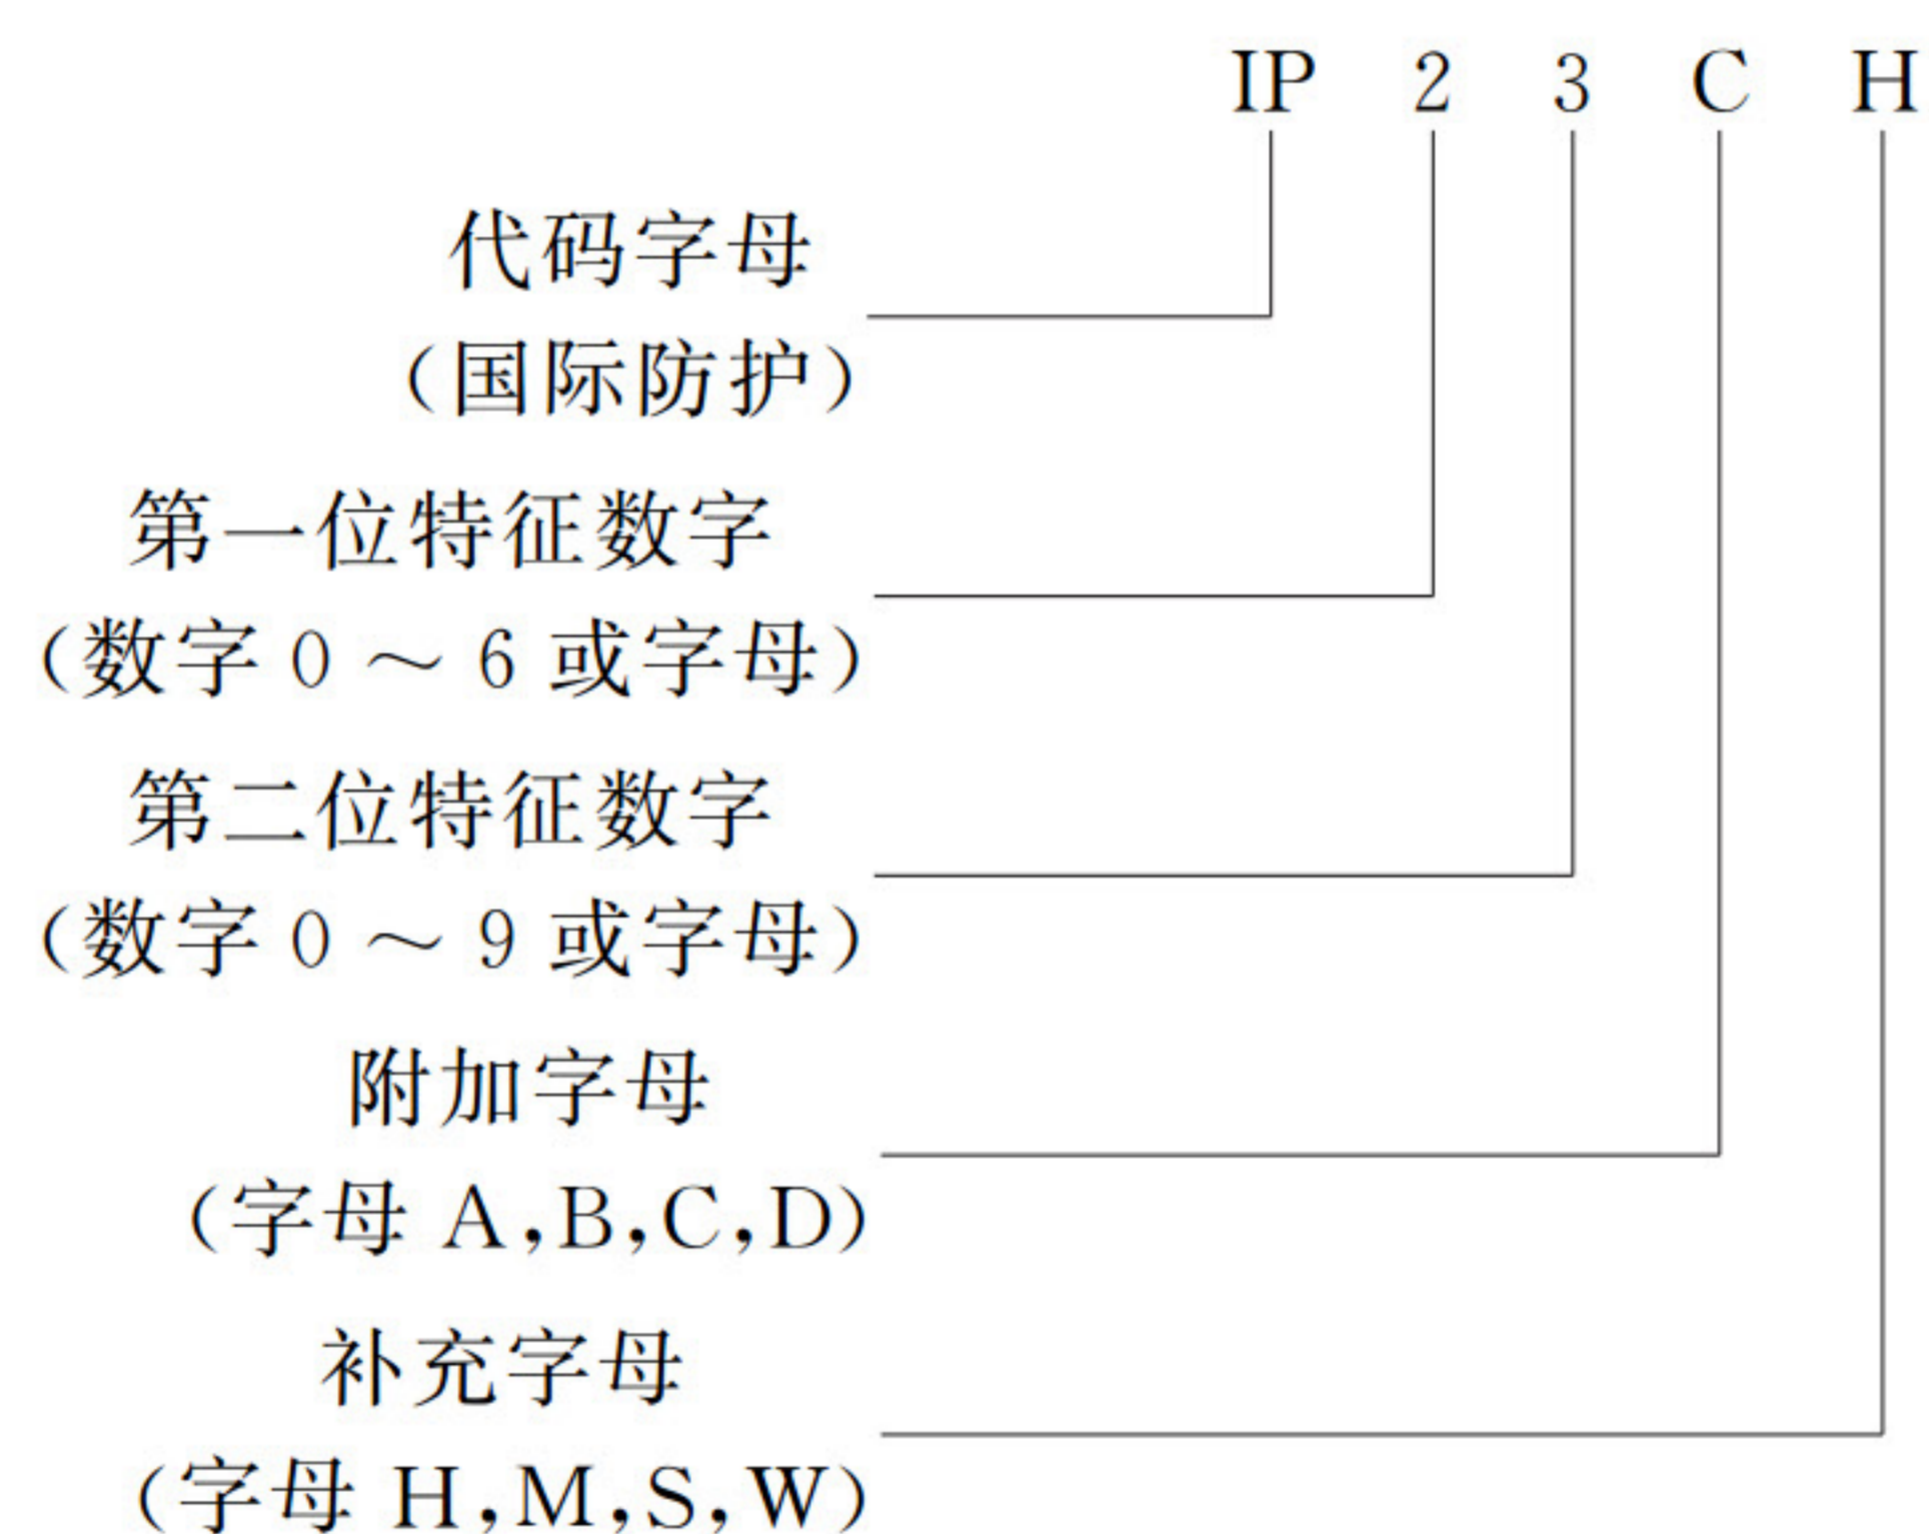 IP 2 3 C H
代码字母
(国际防护)
第一位特征数字
(数字 0 ~ 6 或字母)
第二位特征数字
(数字 0 ~ 9 或字母)
附加字母
(字母 A,B,C,D)
补充字母
(字母 H,M,S,W)